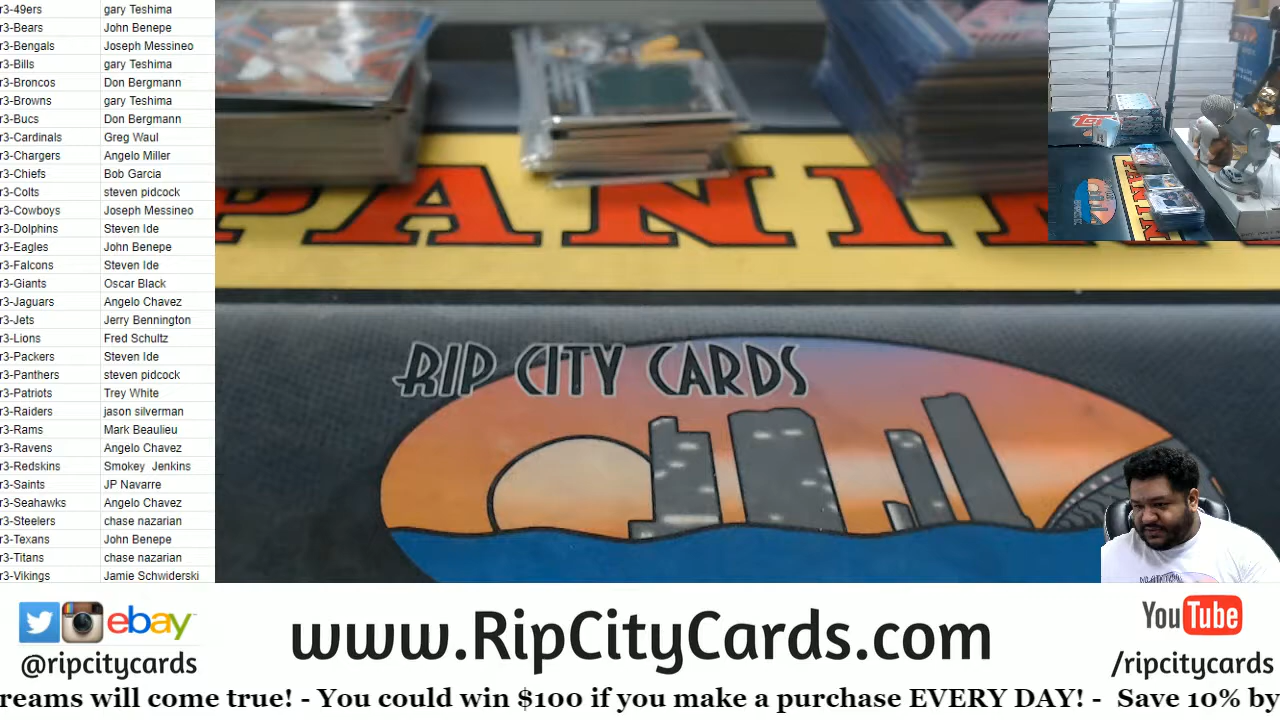 r3-49ers gary Teshima
r3-Bears John Benepe
r3-Bengals Joseph Messineo
r3-Bills gary Teshima
r3-Broncos Don Bergmann
r3-Browns gary Teshima
r3-Bucs Don Bergmann
r3-Cardinals Greg Waul
r3-Chargers Angelo Miller
r3-Chiefs Bob Garcia
r3-Colts steven pidcock
r3-Cowboys Joseph Messineo
r3-Dolphins Steven Ide
r3-Eagles John Benepe
r3-Falcons Steven Ide
r3-Giants Oscar Black
r3-Jaguars Angelo Chavez
r3-Jets Jerry Bennington
r3-Lions Fred Schultz
r3-Packers Steven Ide
r3-Panthers steven pidcock
r3-Patriots Trey White
r3-Raiders jason silverman
r3-Rams Mark Beaulieu
r3-Ravens Angelo Chavez
r3-Redskins Smokey Jenkins
r3-Saints JP Navarre
r3-Seahawks Angelo Chavez
r3-Steelers chase nazarian
r3-Texans John Benepe
r3-Titans chase nazarian
r3-Vikings Jamie Schwiderski
PANIN
RIP CITY CARDS
PANIN
ebay
@ripcitycards
www.RipCityCards.com
YouTube
/ripcitycards
reams will come true! - You could win $100 if you make a purchase EVERY DAY! - Save 10% by